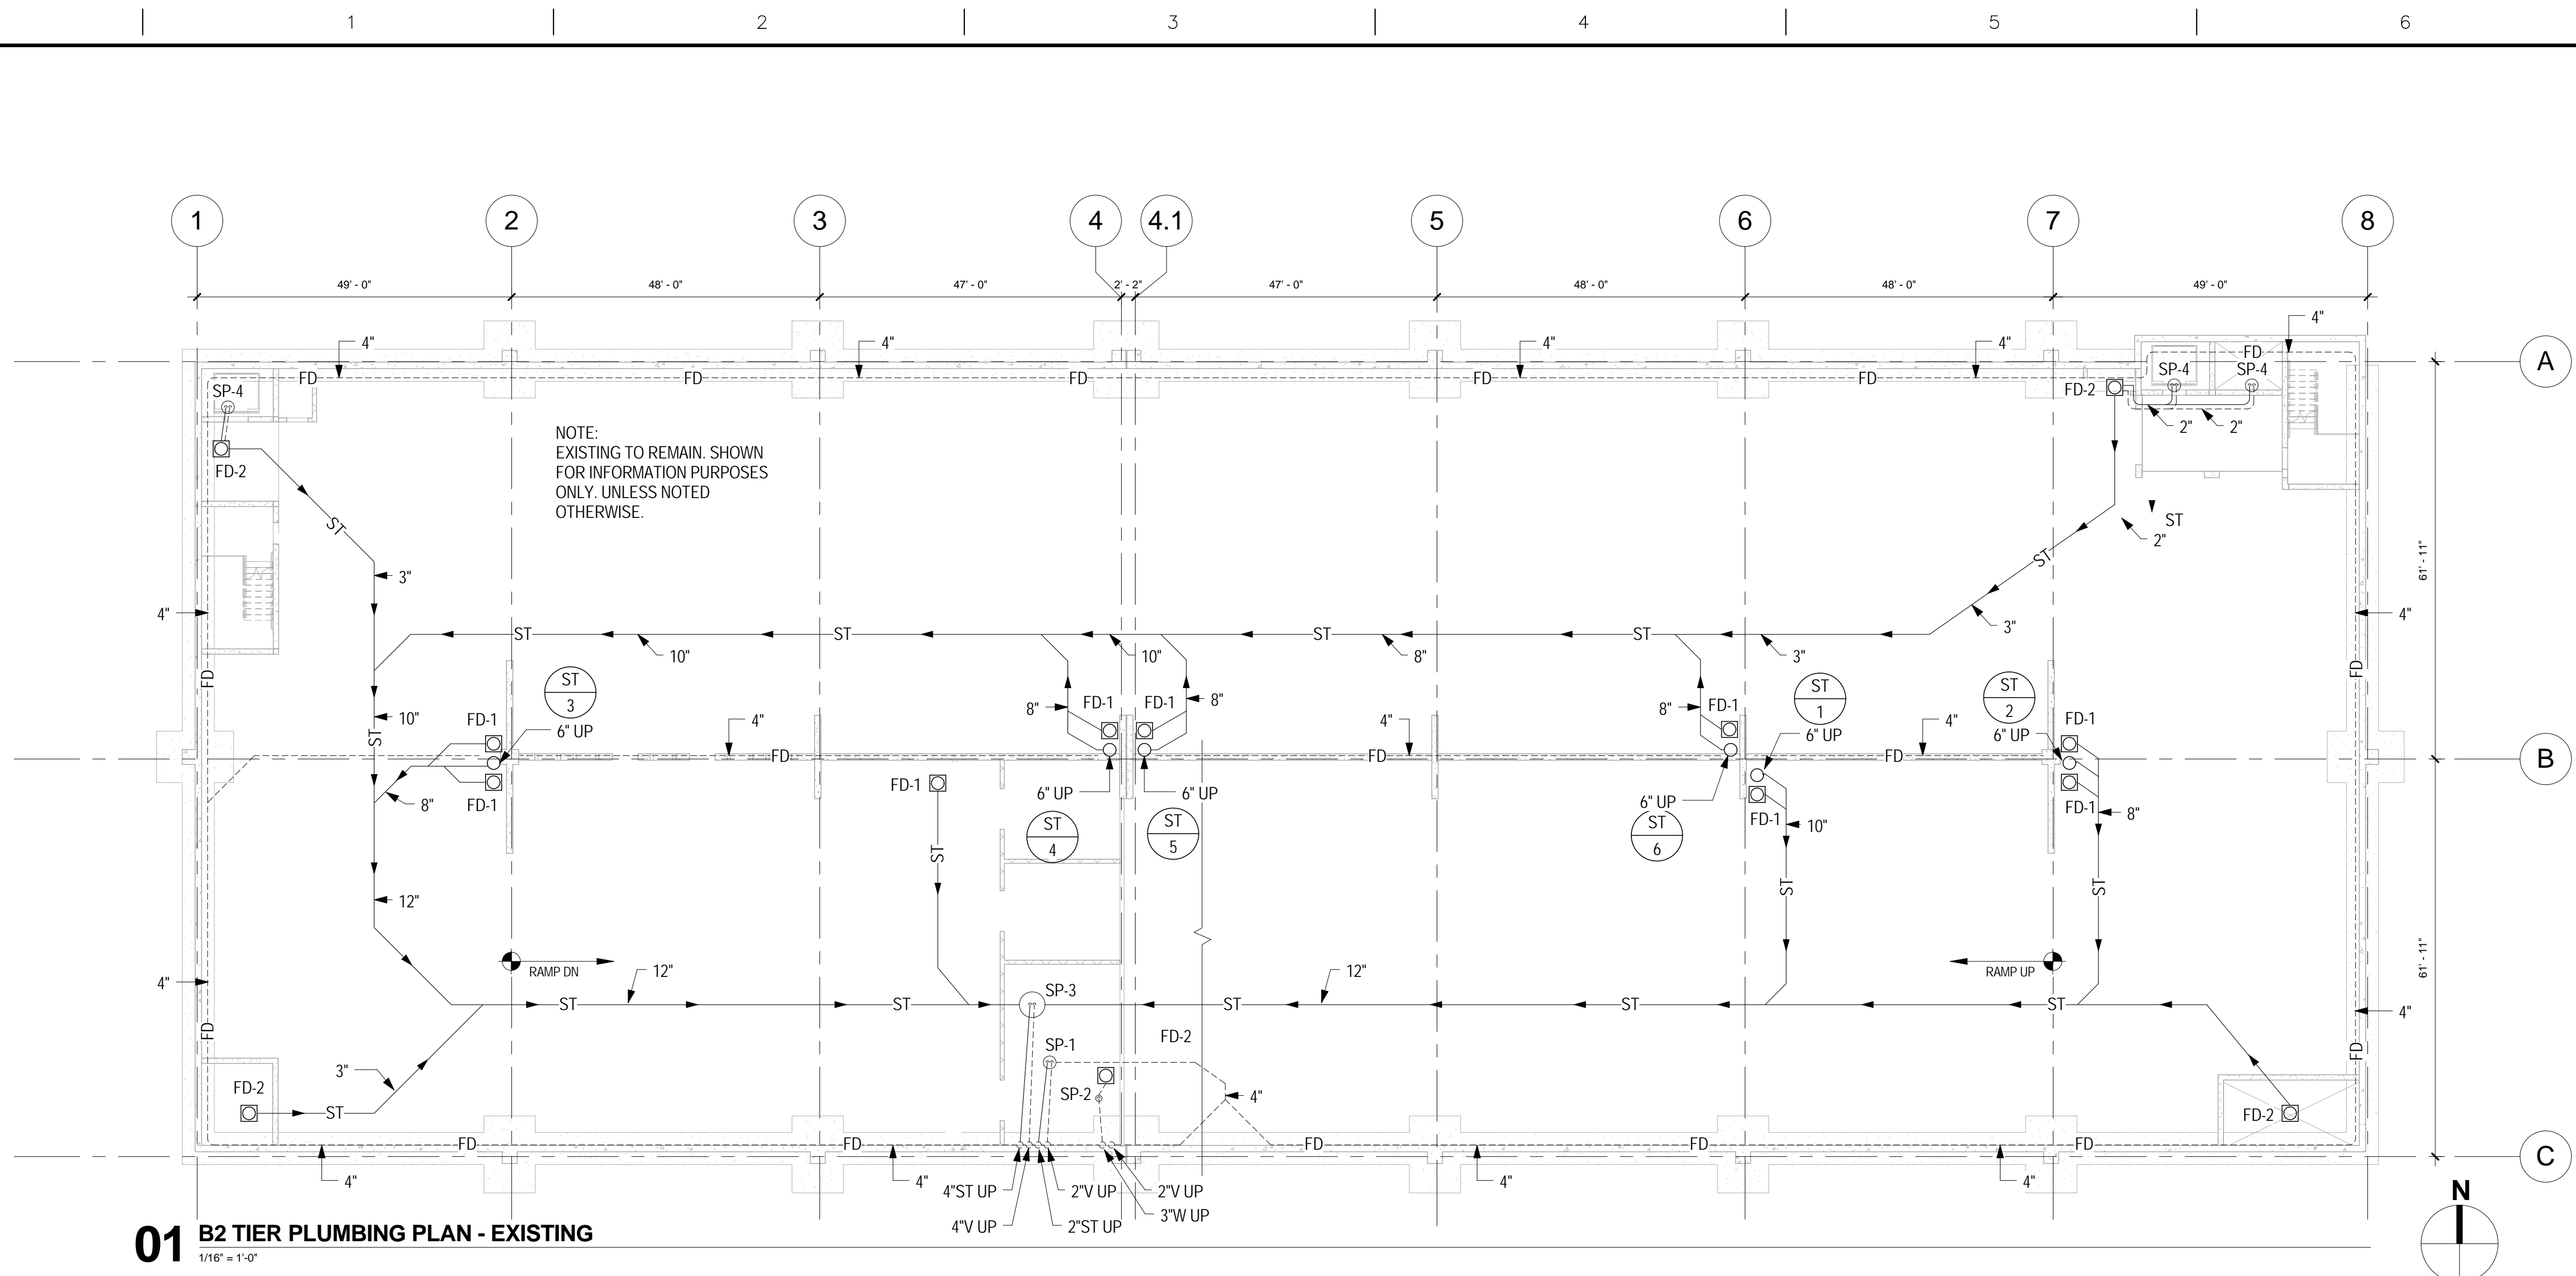 1 2 3 4 5 6
1 2 3 4 4.1 5 6 7 8
49' - 0" 48' - 0" 47' - 0" 2' - 2" 47' - 0" 48' - 0" 48' - 0" 49' - 0"
4"
4" 4" 4" 4"
FD
A
FD FD FD FD FD
SP-4 SP-4 SP-4
FD-2
2" 2"
NOTE:
EXISTING TO REMAIN. SHOWN
FOR INFORMATION PURPOSES
ONLY. UNLESS NOTED
OTHERWISE.
FD-2
ST
ST
2"
ST
61' - 11"
3"
4" 4"
3"
ST ST ST ST
10" 10" 8" 3"
FD FD
ST
3
ST
1
ST
2
8" 8"
FD-1 FD-1
8"
FD-1
10"
FD-1
4" 4" 4"
FD-1
ST
6" UP
6" UP 6" UP
FD FD FD
B
FD-1
8"
FD-1
6" UP 6" UP
6" UP
FD-1
FD-1
8"
ST
4
ST
5
ST
6
10"
ST
ST ST
12"
61' - 11"
RAMP DN
12" 12"
RAMP UP
4"
SP-3
ST ST ST ST ST
4"
FD
FD-2
SP-1
FD
3"
FD-2
SP-2
4"
ST
FD-2
FD FD FD FD FD
C
4" 4" 4" 4"
4"ST UP 2"V UP 2"V UP
3"W UP
4"V UP 2"ST UP
N
01 B2 TIER PLUMBING PLAN - EXISTING
1/16" = 1'-0"